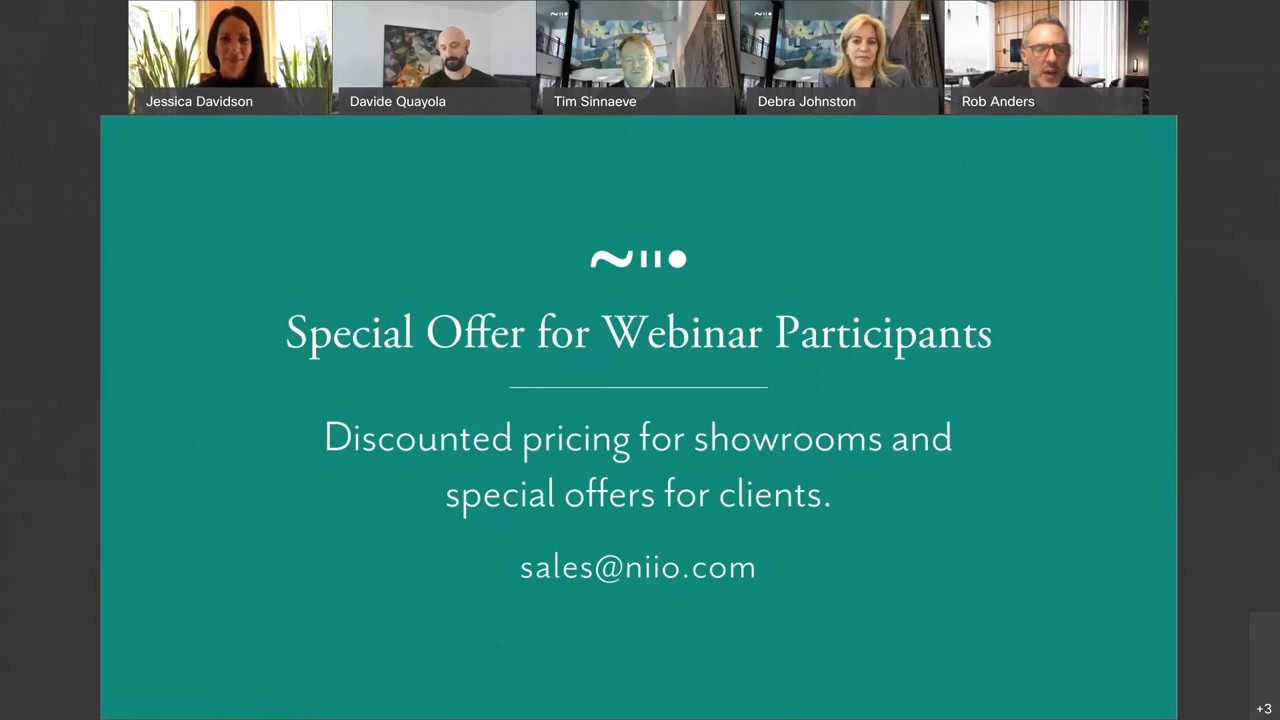 Jessica Davidson
Davide Quayola
Tim Sinnaeve
Debra Johnston
Rob Anders
~ııo
Special Offer for Webinar Participants
Discounted pricing for showrooms and
special offers for clients.
sales@niio.com
+3